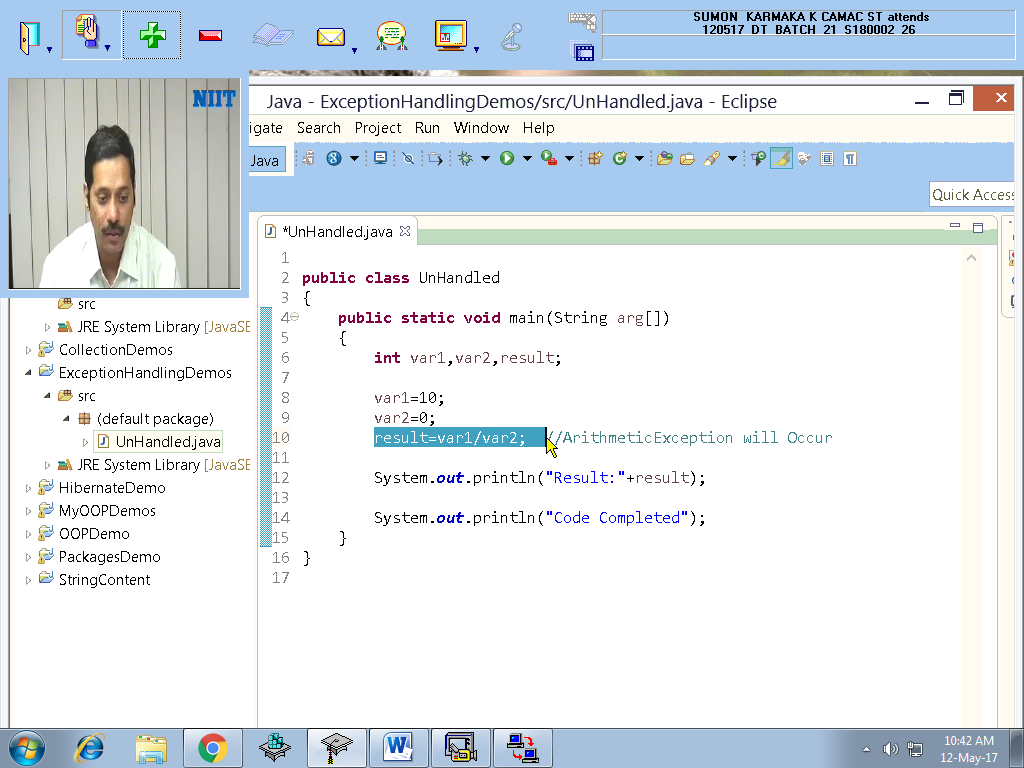 SUMON KARMAKA K CAMAC ST attends
120517 DT BATCH 21 S180002 26
NIIT
Java - ExceptionHandlingDemos/src/UnHandled.java - Eclipse
igate Search Project Run Window Help
Java
Quick Access
*UnHandled.java
src
JRE System Library [JavaSE
CollectionDemos
ExceptionHandlingDemos
src
(default package)
UnHandled.java
JRE System Library [JavaSE
HibernateDemo
MyOOPDemos
OOPDemo
PackagesDemo
StringContent
1
2 public class UnHandled
3 {
4 public static void main(String arg[])
5 {
6 int var1,var2,result;
7
8 var1=10;
9 var2=0;
10 result=var1/var2; //ArithmeticException will Occur
11
12 System.out.println("Result:"+result);
13
14 System.out.println("Code Completed");
15 }
16 }
17
10:42 AM
12-May-17